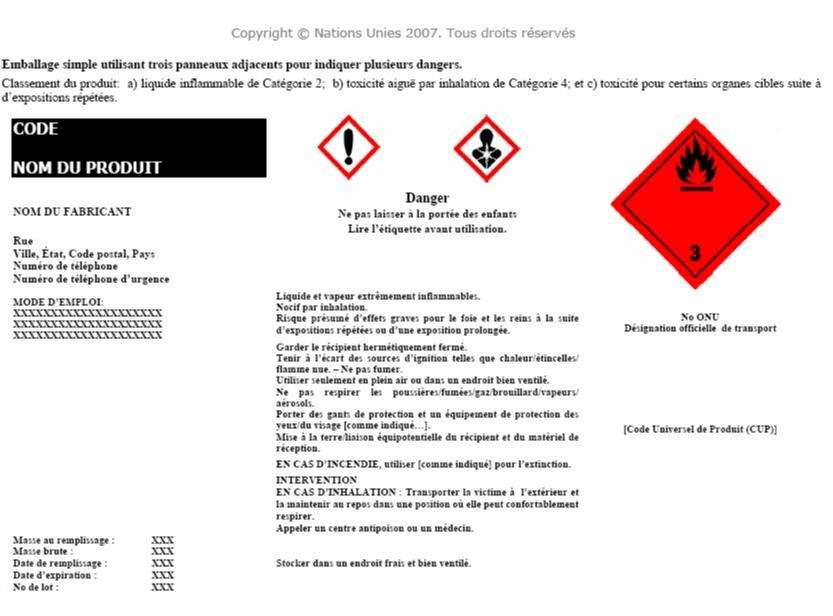 Copyright © Nations Unies 2007. Tous droits réservés
Emballage simple utilisant trois panneaux adjacents pour indiquer plusieurs dangers.
Classement du produit: a) liquide inflammable de Catégorie 2; b) toxicité aiguë par inhalation de Catégorie 4; et c) toxicité pour certains organes cibles suite à
d'expositions répétées.
CODE
NOM DU PRODUIT
NOM DU FABRICANT
Rue
Ville, État, Code postal, Pays
Numéro de téléphone
Numéro de téléphone d'urgence
MODE D'EMPLOI:
XXXXXXXXXXXXXXXXXXXXX
XXXXXXXXXXXXXXXXXXXXX
XXXXXXXXXXXXXXXXXXXXX
Masse au remplissage : XXX
Masse brute : XXX
Date de remplissage : XXX
Date d'expiration : XXX
No de lot : XXX
Danger
Ne pas laisser à la portée des enfants
Lire l'étiquette avant utilisation.
Liquide et vapeur extrêmement inflammables.
Nocif par inhalation.
Risque présumé d'effets graves pour le foie et les reins à la suite
d'expositions répétées ou d'une exposition prolongée.
Garder le récipient hermétiquement fermé.
Tenir à l'écart des sources d'ignition telles que chaleur/étincelles/
flamme nue. – Ne pas fumer.
Utiliser seulement en plein air ou dans un endroit bien ventilé.
Ne pas respirer les poussières/fumées/gaz/brouillard/vapeurs/
aérosols.
Porter des gants de protection et un équipement de protection des
yeux/du visage [comme indiqué…].
Mise à la terre/liaison équipotentielle du récipient et du matériel de
réception.
EN CAS D'INCENDIE, utiliser [comme indiqué] pour l'extinction.
INTERVENTION
EN CAS D'INHALATION : Transporter la victime à l'extérieur et
la maintenir au repos dans une position où elle peut confortablement
respirer.
Appeler un centre antipoison ou un médecin.
Stocker dans un endroit frais et bien ventilé.
3
No ONU
Désignation officielle de transport
[Code Universel de Produit (CUP)]